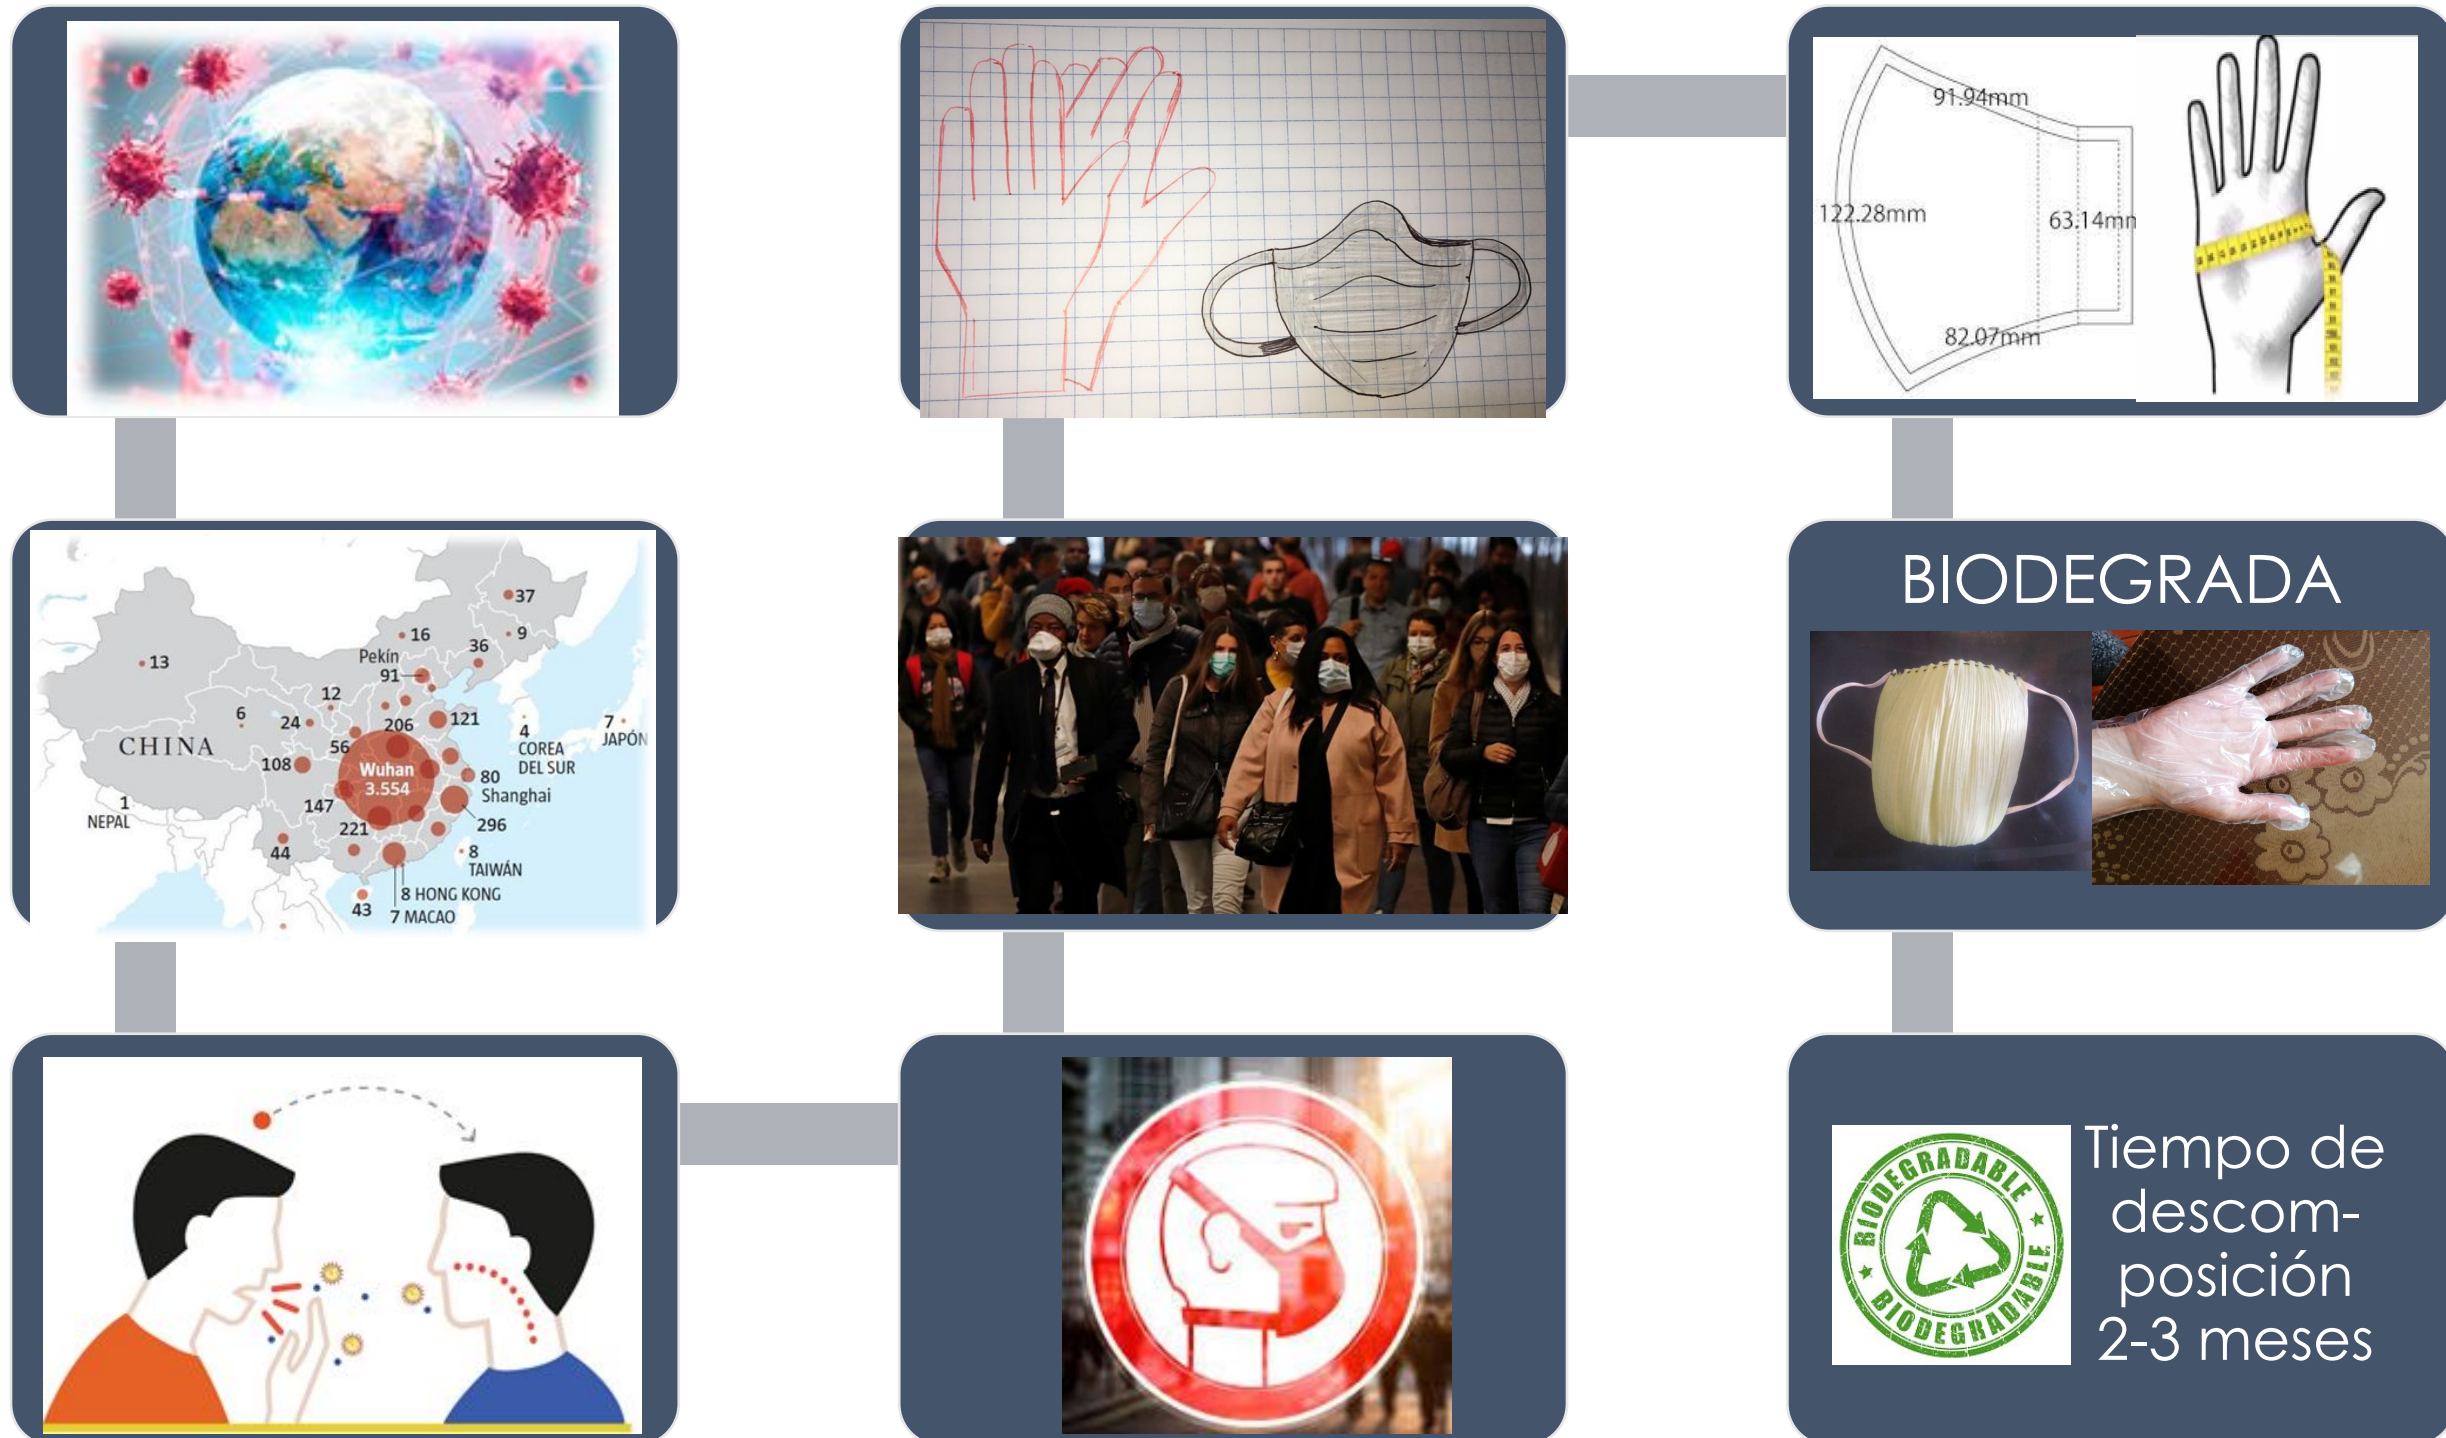 91.94mm
122.28mm
63.14mm
82.07mm
37
16
9
36
13
Pekín
91
12
6
24
206
121
4
COREA
DEL SUR
7
JAPÓN
CHINA
56
108
Wuhan
3.554
80
Shanghai
147
1
NEPAL
221
296
44
8
TAIWÁN
8 HONG KONG
43
7 MACAO
BIODEGRADA
BIODEGRADABLE
BIODEGRADABLE
Tiempo de
descom-
posición
2-3 meses